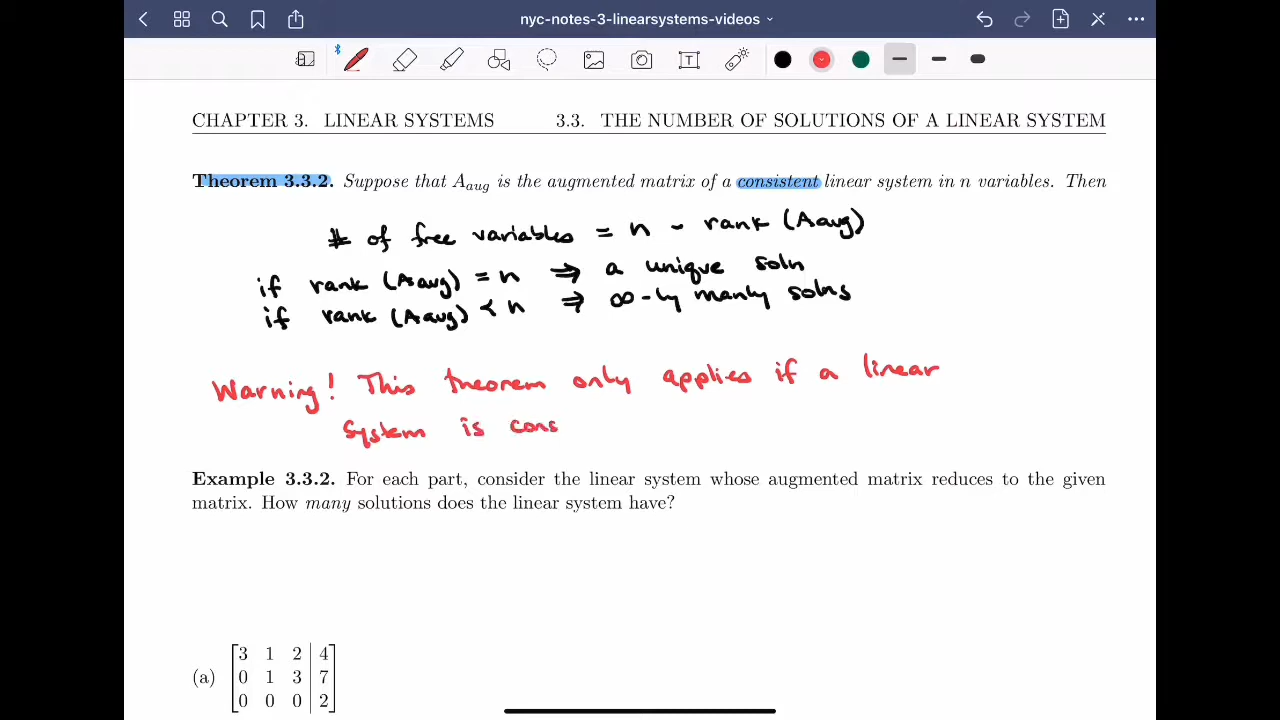 nyc-notes-3-linearsystems-videos
T
CHAPTER 3. LINEAR SYSTEMS 3.3. THE NUMBER OF SOLUTIONS OF A LINEAR SYSTEM
Theorem 3.3.2. Suppose that A_aug is the augmented matrix of a consistent linear system in n variables. Then
# of free variables = n - rank (Aaug)
if rank (Aaug) = n ⇒ a unique soln
if rank (Aaug) < n ⇒ ∞-ly many solns
Warning! This theorem only applies if a linear
system is cons
Example 3.3.2. For each part, consider the linear system whose augmented matrix reduces to the given
matrix. How many solutions does the linear system have?
3 1 2 | 4
(a) 0 1 3 | 7
0 0 0 | 2